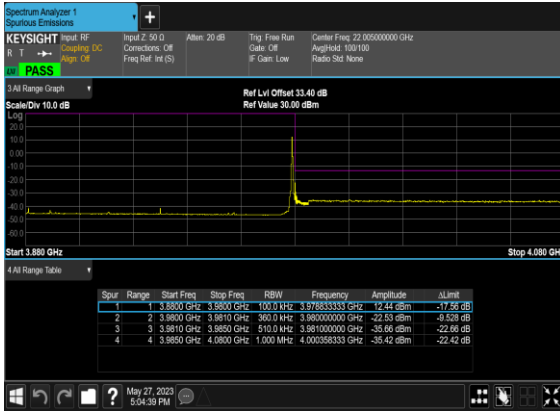 Spectrum Analyzer 1
Spurious Emissions
+
KEYSIGHT Input: RF Input Z: 50 Ω Atten: 20 dB Trig: Free Run Center Freq: 22.005000000 GHz
R T Coupling: DC Corrections: Off Gate: Off Avg|Hold: 100/100
Align: Off Freq Ref: Int (S) IF Gain: Low Radio Std: None
LW PASS
3 All Range Graph Ref Lvl Offset 33.40 dB
Scale/Div 10.0 dB Ref Value 30.00 dBm
Log
20.0
10.0
0.00
-10.0
-20.0
-30.0
-40.0
-50.0
-60.0
Start 3.880 GHz Stop 4.080 GHz
4 All Range Table
Spur Range Start Freq Stop Freq RBW Frequency Amplitude ΔLimit
1 1 3.8800 GHz 3.9800 GHz 100.0 kHz 3.978833333 GHz 12.44 dBm -17.56 dB
2 2 3.9800 GHz 3.9810 GHz 360.0 kHz 3.980000000 GHz -22.53 dBm -9.528 dB
3 3 3.9810 GHz 3.9850 GHz 510.0 kHz 3.981000000 GHz -35.66 dBm -22.66 dB
4 4 3.9850 GHz 4.0800 GHz 1.000 MHz 4.000358333 GHz -35.42 dBm -22.42 dB
? May 27, 2023
5:04:39 PM